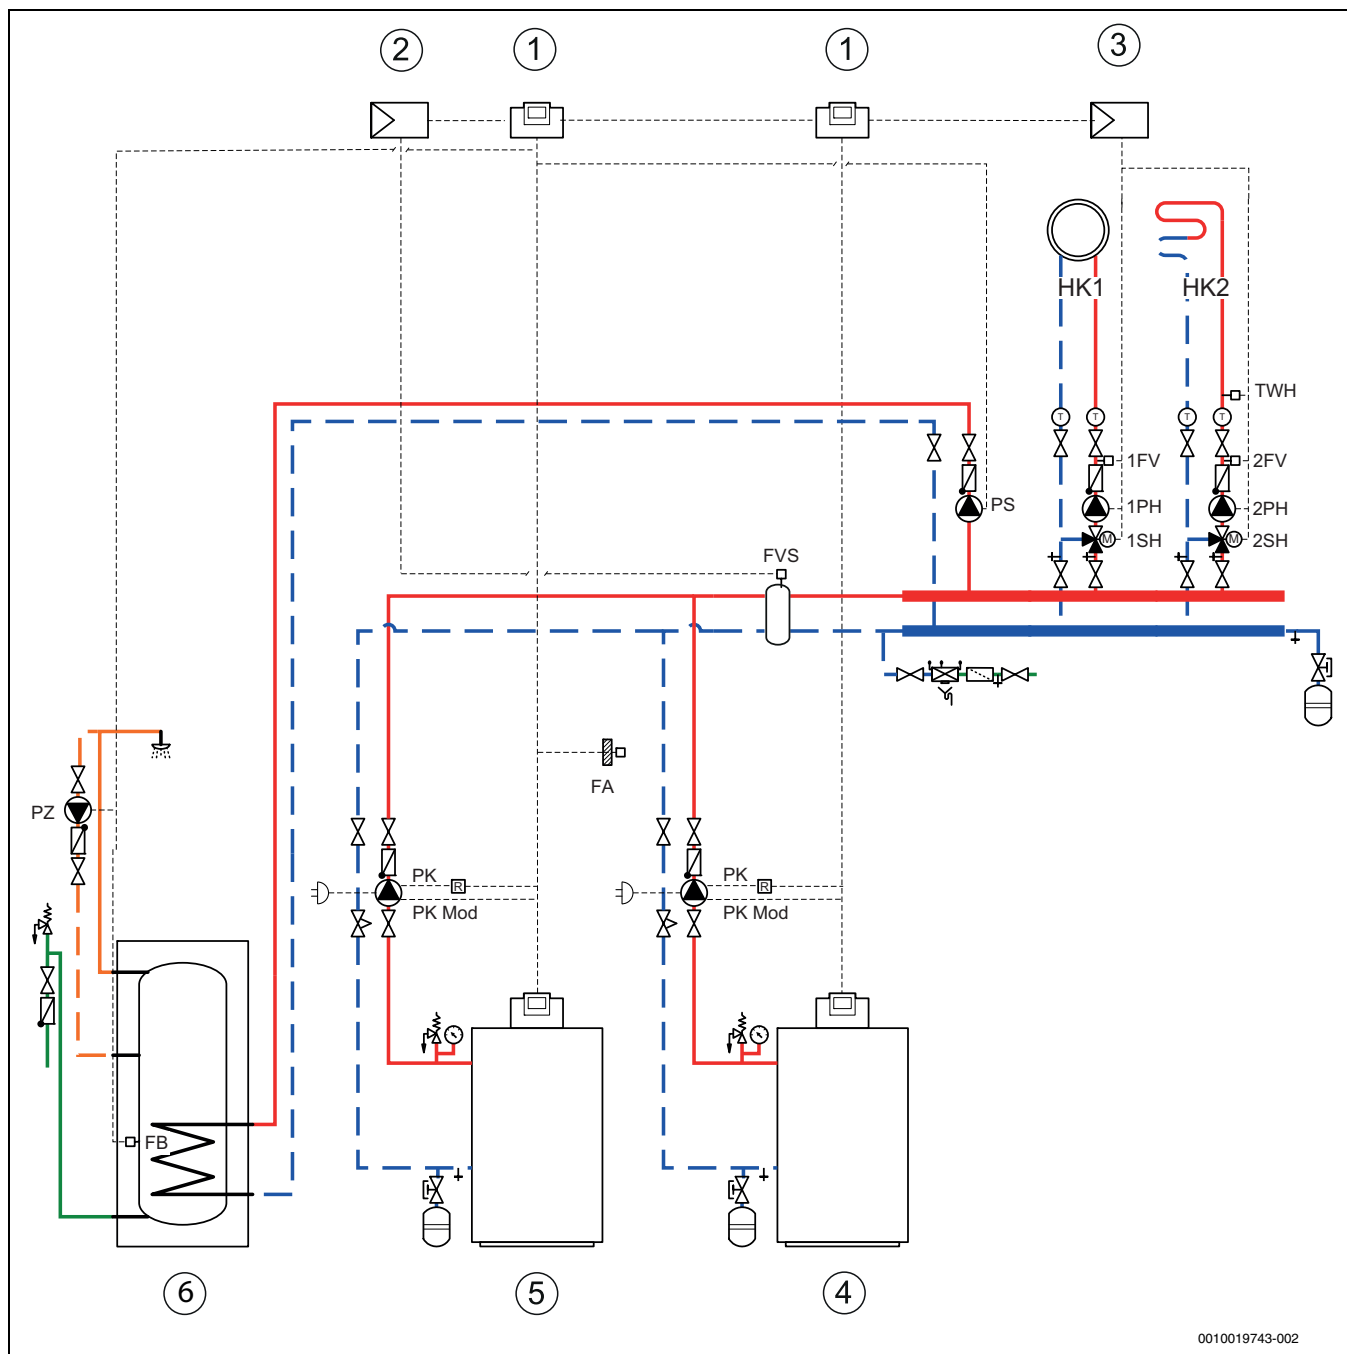 2 1 1 3
HK1 HK2
T T T T
TWH
1FV 2FV
PS 1PH 2PH
M 1SH M 2SH
FVS
FA
PZ
PK R PK R
PK Mod PK Mod
FB
6 5 4
0010019743-002